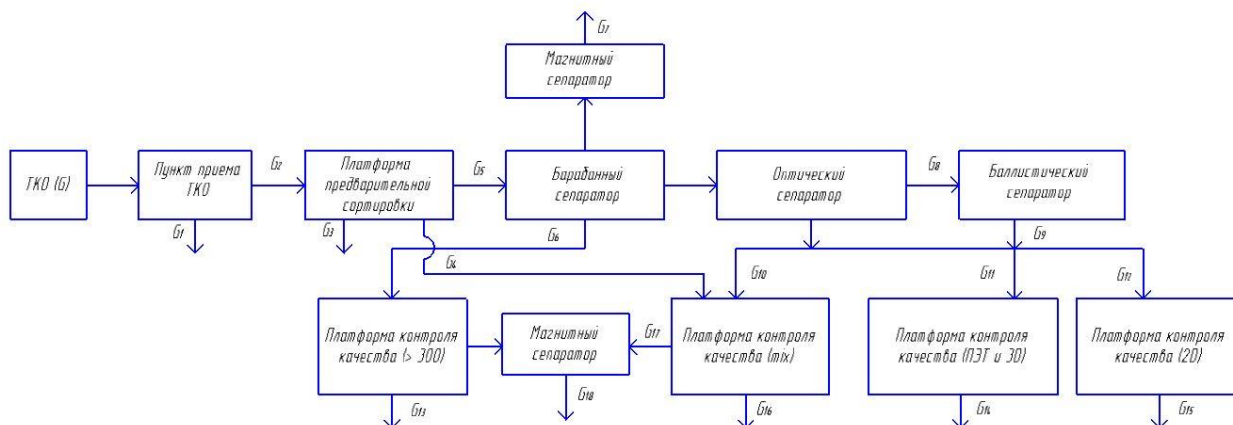 G7
Магнитный
сепаратор
ТКО (G)
Пункт приема
ТКО
G2
Платформа
предварительной
сортировки
G5
Барабанный
сепаратор
Оптический
сепаратор
G8
Баллистический
сепаратор
G1
G3
G4
G6
G9
G10
G11
G12
Платформа контроля
качества (> 300)
Магнитный
сепаратор
G17
Платформа контроля
качества (mix)
Платформа контроля
качества (ПЭТ и 3D)
Платформа контроля
качества (2D)
G13
G18
G16
G14
G15